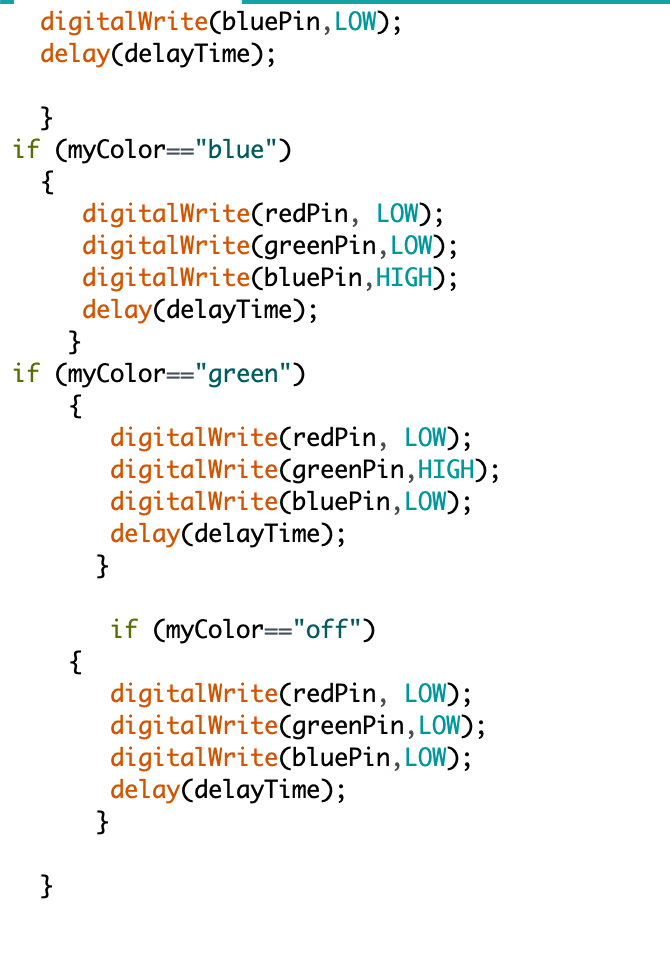 digitalWrite(bluePin,LOW);
delay(delayTime);
}
if (myColor=="blue")
{
digitalWrite(redPin, LOW);
digitalWrite(greenPin,LOW);
digitalWrite(bluePin,HIGH);
delay(delayTime);
}
if (myColor=="green")
{
digitalWrite(redPin, LOW);
digitalWrite(greenPin,HIGH);
digitalWrite(bluePin,LOW);
delay(delayTime);
}
if (myColor=="off")
{
digitalWrite(redPin, LOW);
digitalWrite(greenPin,LOW);
digitalWrite(bluePin,LOW);
delay(delayTime);
}
}